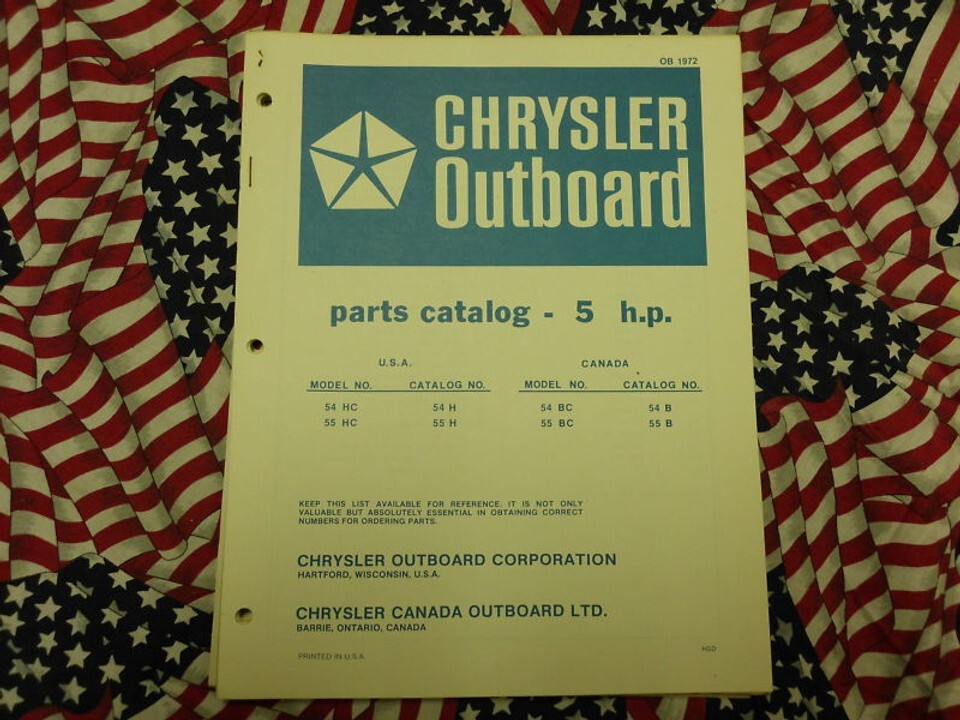 OB 1972
CHRYSLER
Outboard
parts catalog - 5 h.p.
U.S.A. CANADA
MODEL NO. CATALOG NO. MODEL NO. CATALOG NO.
54 HC 54 H 54 BC 54 B
55 HC 55 H 55 BC 55 B
KEEP THIS LIST AVAILABLE FOR REFERENCE. IT IS NOT ONLY
VALUABLE BUT ABSOLUTELY ESSENTIAL IN OBTAINING CORRECT
NUMBERS FOR ORDERING PARTS.
CHRYSLER OUTBOARD CORPORATION
HARTFORD, WISCONSIN, U.S.A.
CHRYSLER CANADA OUTBOARD LTD.
BARRIE, ONTARIO, CANADA
PRINTED IN U.S.A.